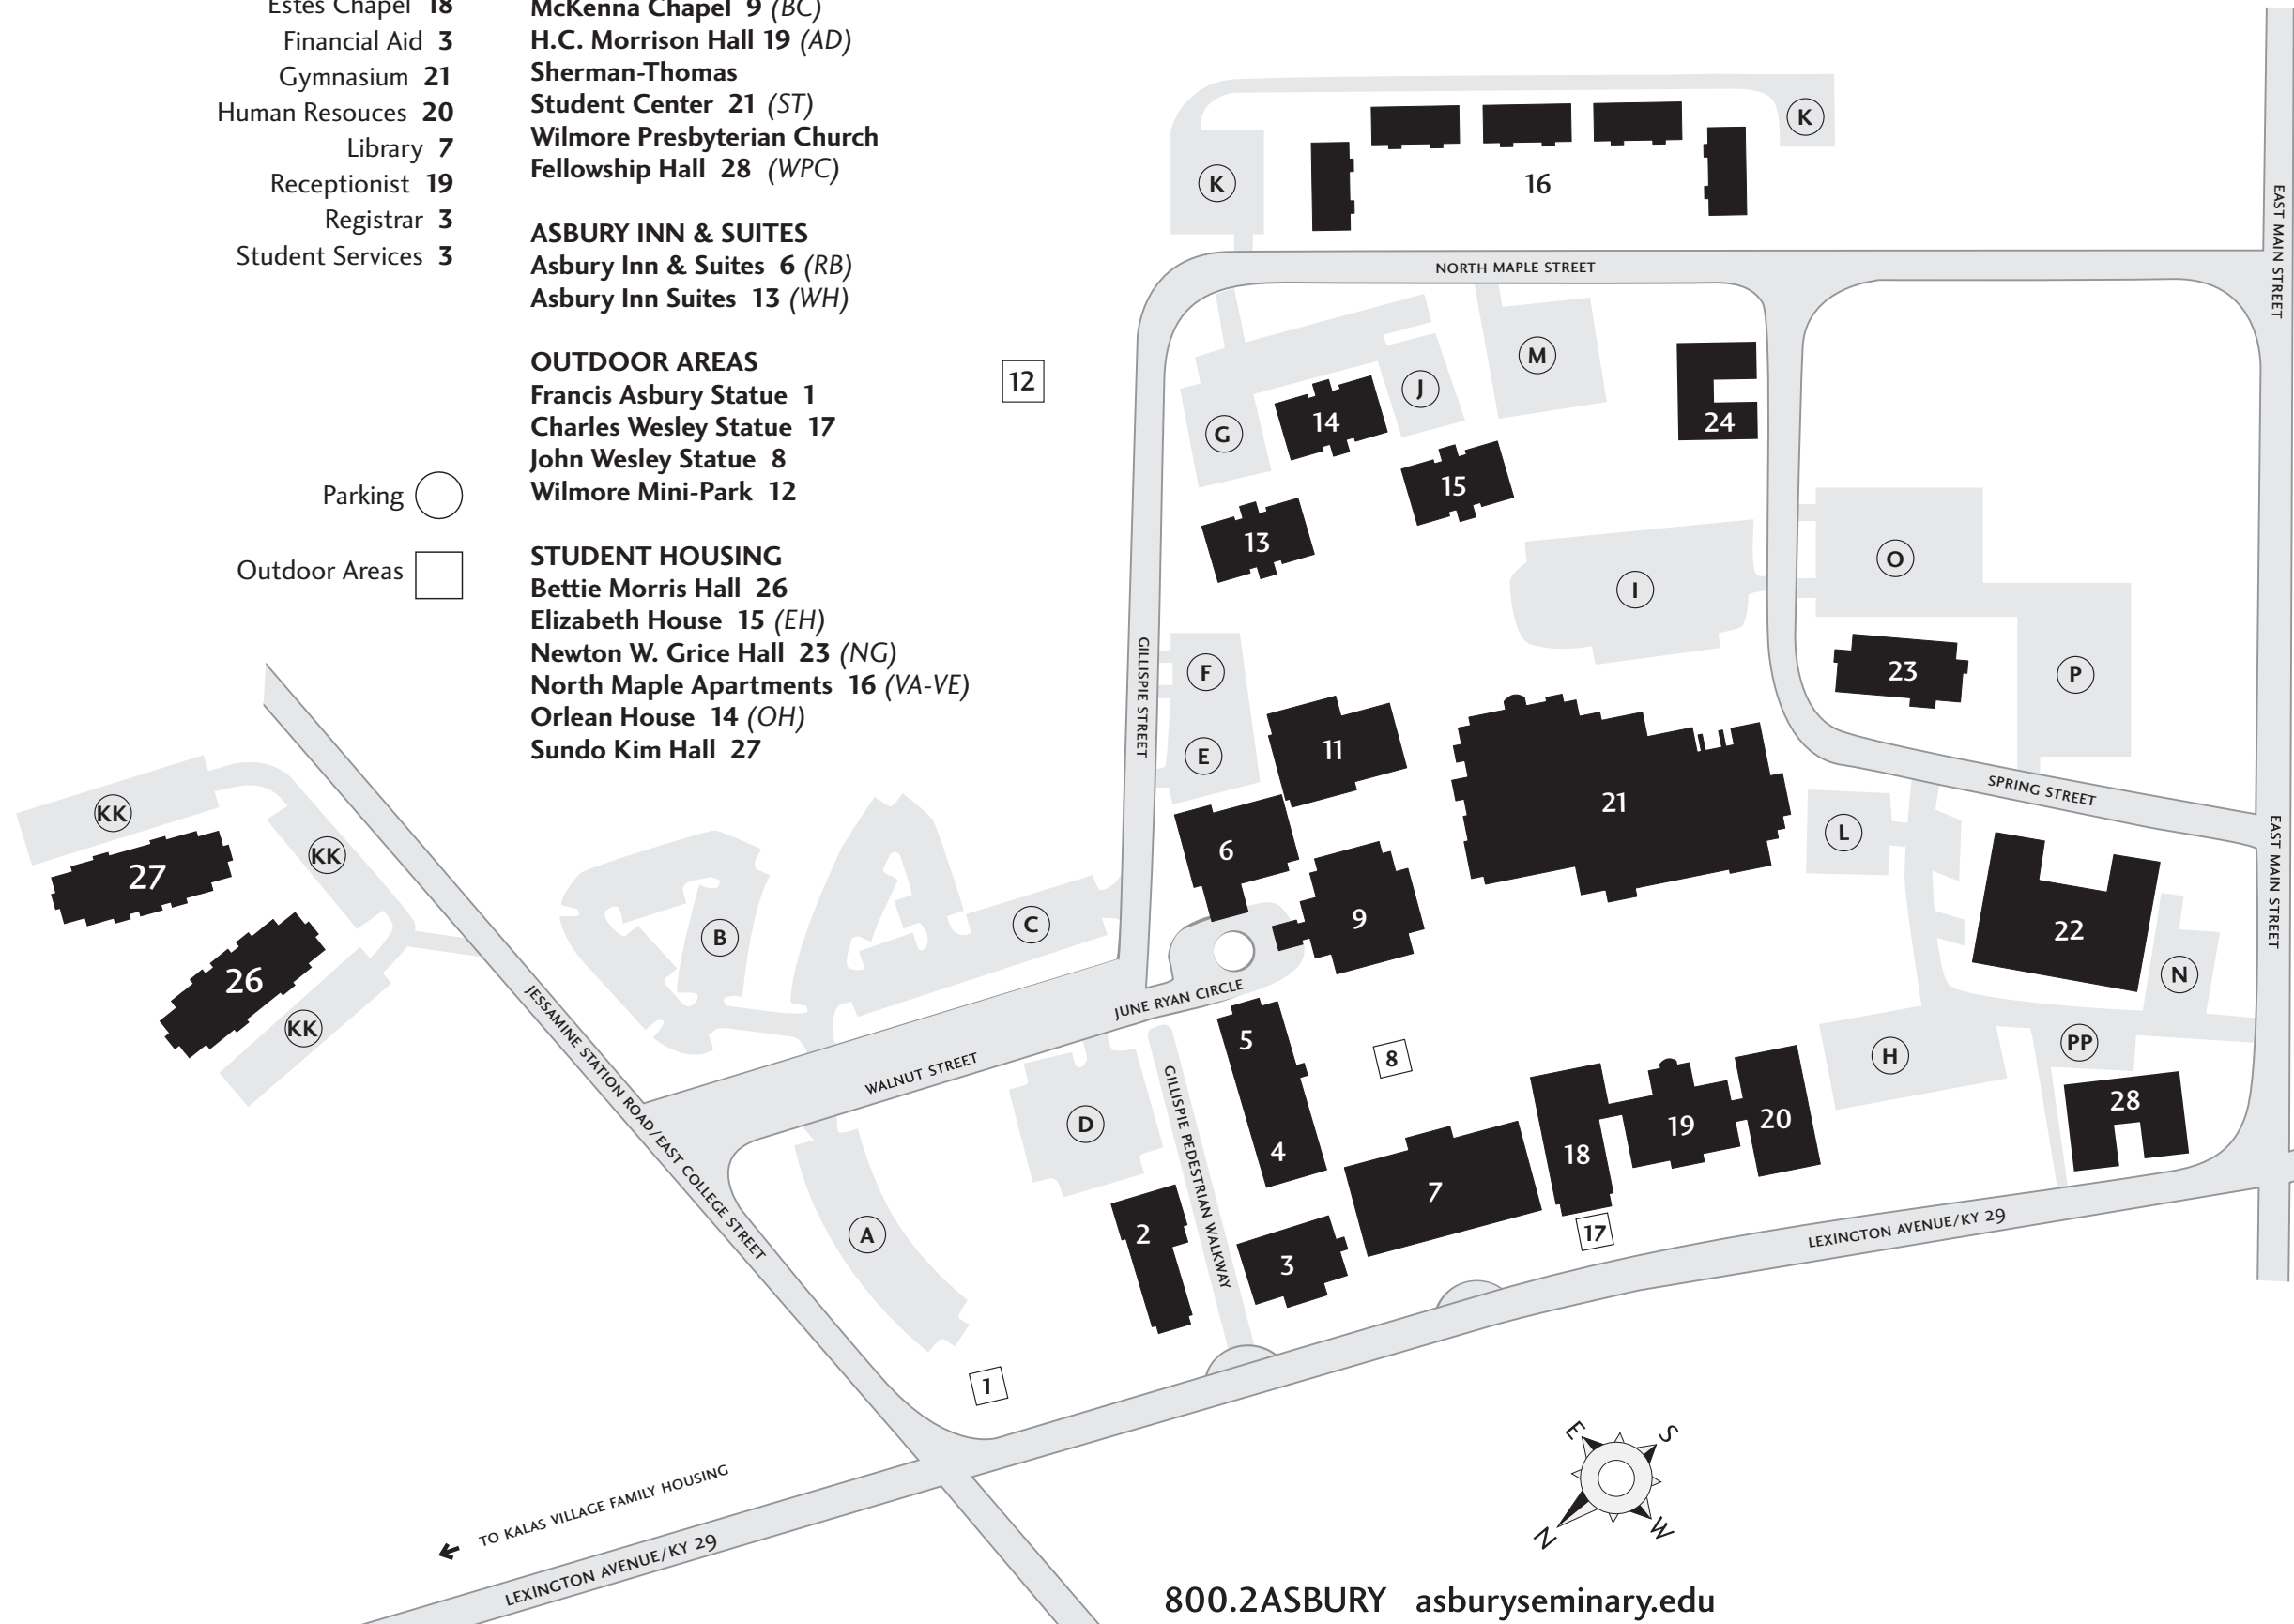 Estes Chapel 18
Financial Aid 3
Gymnasium 21
Human Resouces 20
Library 7
Receptionist 19
Registrar 3
Student Services 3
Parking
Outdoor Areas
McKenna Chapel 9 (BC)
H.C. Morrison Hall 19 (AD)
Sherman-Thomas
Student Center 21 (ST)
Wilmore Presbyterian Church
Fellowship Hall 28 (WPC)
ASBURY INN & SUITES
Asbury Inn & Suites 6 (RB)
Asbury Inn Suites 13 (WH)
OUTDOOR AREAS
Francis Asbury Statue 1
Charles Wesley Statue 17
John Wesley Statue 8
Wilmore Mini-Park 12
STUDENT HOUSING
Bettie Morris Hall 26
Elizabeth House 15 (EH)
Newton W. Grice Hall 23 (NG)
North Maple Apartments 16 (VA-VE)
Orlean House 14 (OH)
Sundo Kim Hall 27
K
K
16
EAST MAIN STREET
NORTH MAPLE STREET
12
M
J
14
G
24
15
13
O
I
GILLISPIE STREET
F
23
P
E
11
SPRING STREET
21
L
6
EAST MAIN STREET
KK
KK
27
9
C
B
22
26
N
KK
JUNE RYAN CIRCLE
JESSAMINE STATION ROAD/EAST COLLEGE STREET
WALNUT STREET
5
8
H
PP
D
GILLISPIE PEDESTRIAN WALKWAY
28
4
19
20
18
7
A
2
17
3
LEXINGTON AVENUE/KY 29
1
E
S
N
W
TO KALAS VILLAGE FAMILY HOUSING
LEXINGTON AVENUE/KY 29
800.2ASBURY asburyseminary.edu